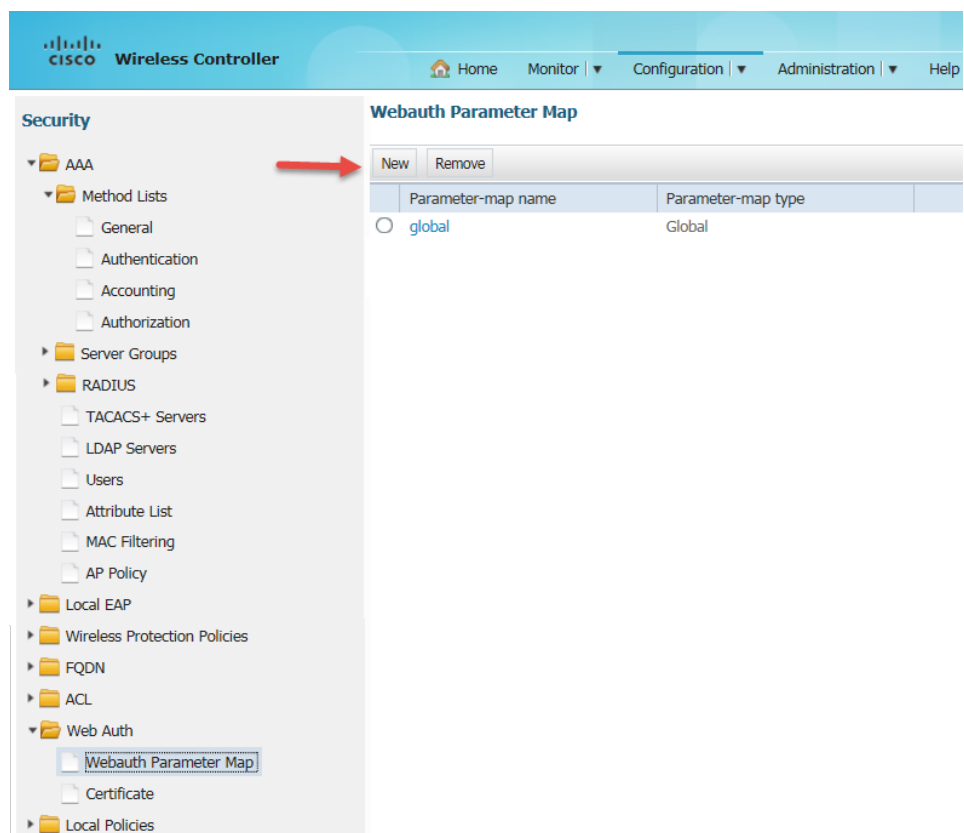 CISCO Wireless Controller
Home Monitor Configuration Administration Help
Security
AAA
Method Lists
General
Authentication
Accounting
Authorization
Server Groups
RADIUS
TACACS+ Servers
LDAP Servers
Users
Attribute List
MAC Filtering
AP Policy
Local EAP
Wireless Protection Policies
FQDN
ACL
Web Auth
Webauth Parameter Map
Certificate
Local Policies
Webauth Parameter Map
New Remove
Parameter-map name Parameter-map type
global Global